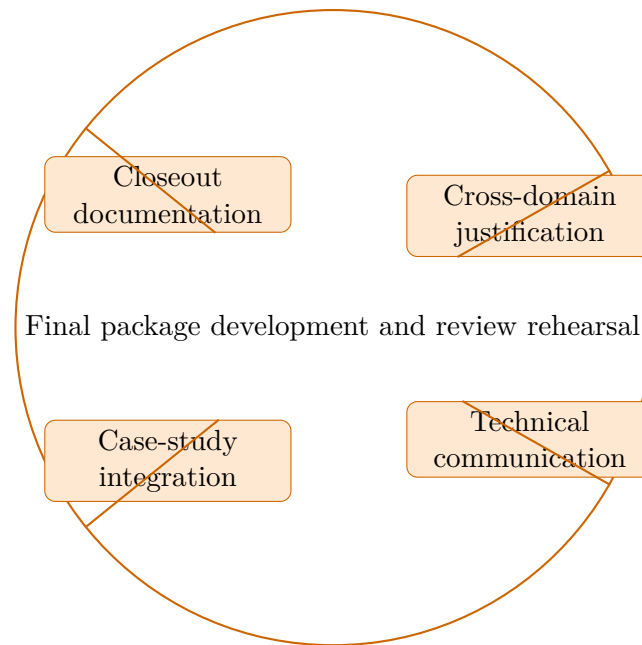 Closeout
documentation
Cross-domain
justification
Final package development and review rehearsal
Case-study
integration
Technical
communication